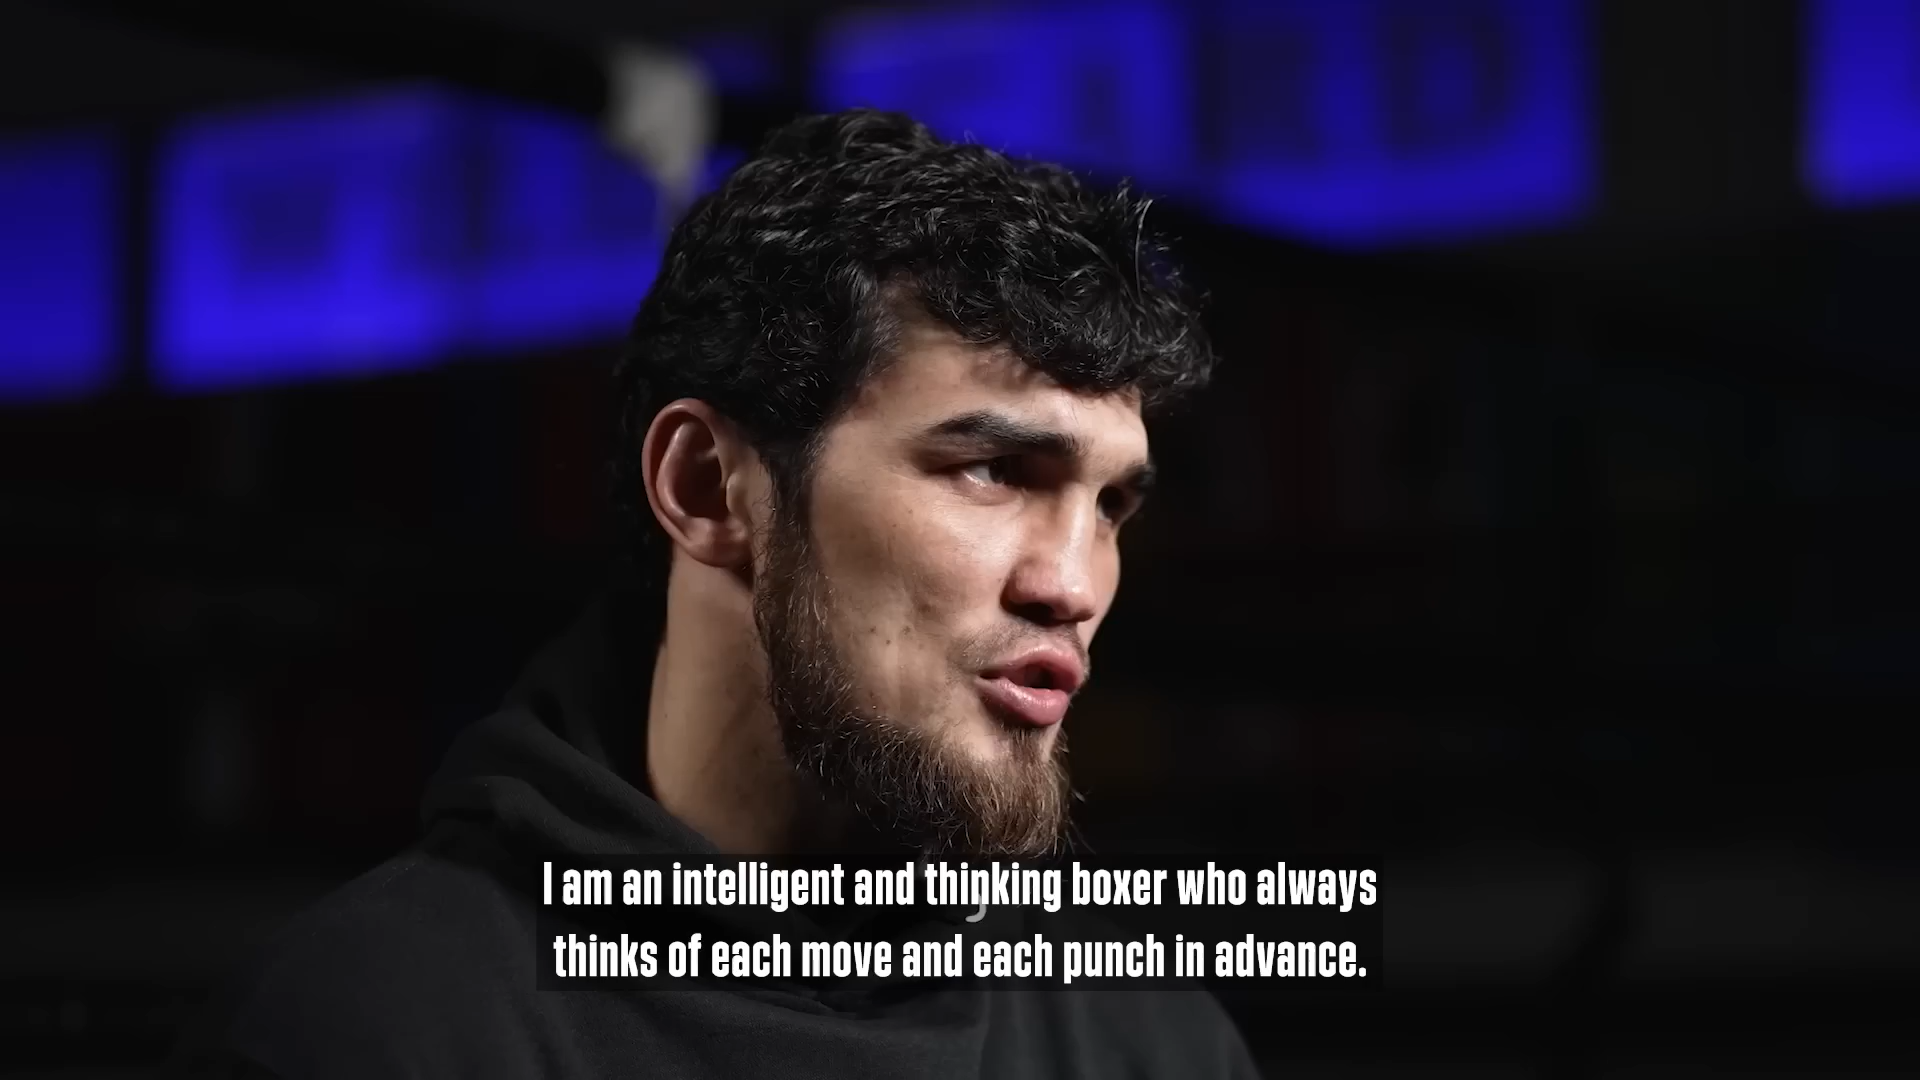 I am an intelligent and thinking boxer who always
thinks of each move and each punch in advance.